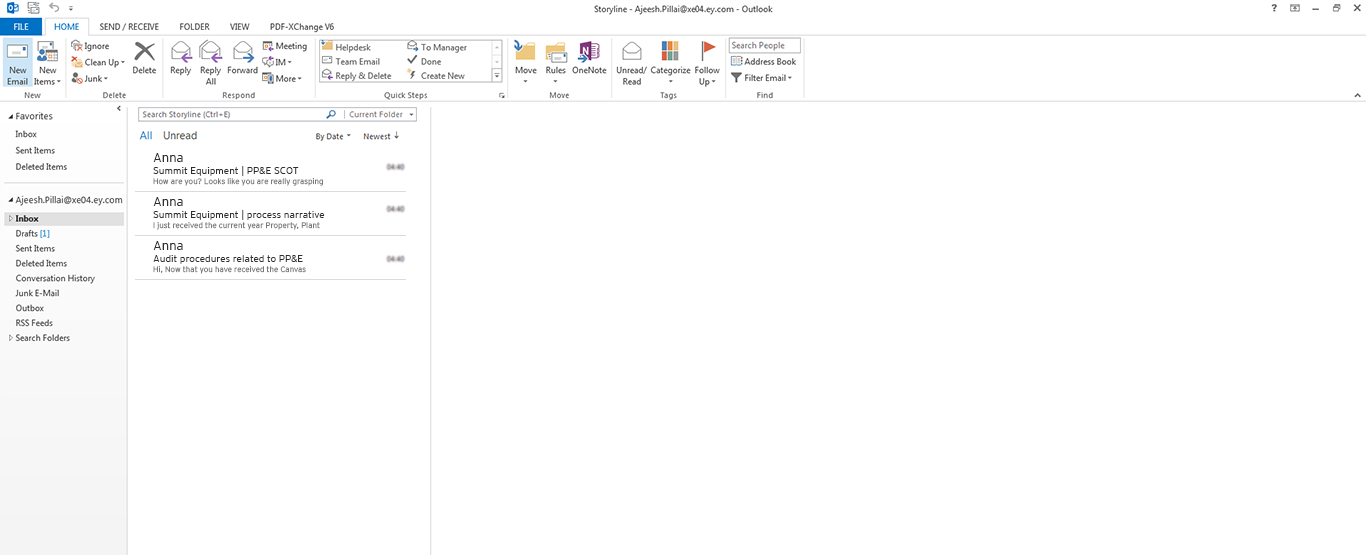 Storyline - Ajeesh.Pillai@xe04.ey.com - Outlook
FILE HOME SEND / RECEIVE FOLDER VIEW PDF-XChange V6
New Email
New Items
Ignore
Clean Up
Junk
Delete
Reply
Reply All
Forward
Meeting
IM
More
Helpdesk
Team Email
Reply & Delete
To Manager
Done
Create New
Move
Rules
OneNote
Unread/ Read
Categorize
Follow Up
Search People
Address Book
Filter Email
New Delete Respond Quick Steps Move Tags Find
Favorites
Inbox
Sent Items
Deleted Items
Ajeesh.Pillai@xe04.ey.com
Inbox
Drafts [1]
Sent Items
Deleted Items
Conversation History
Junk E-Mail
Outbox
RSS Feeds
Search Folders
Search Storyline (Ctrl+E) Current Folder
All Unread By Date Newest
Anna
Summit Equipment | PP&E SCOT
How are you? Looks like you are really grasping
04:40
Anna
Summit Equipment | process narrative
I just received the current year Property, Plant
04:40
Anna
Audit procedures related to PP&E
Hi, Now that you have received the Canvas
04:40